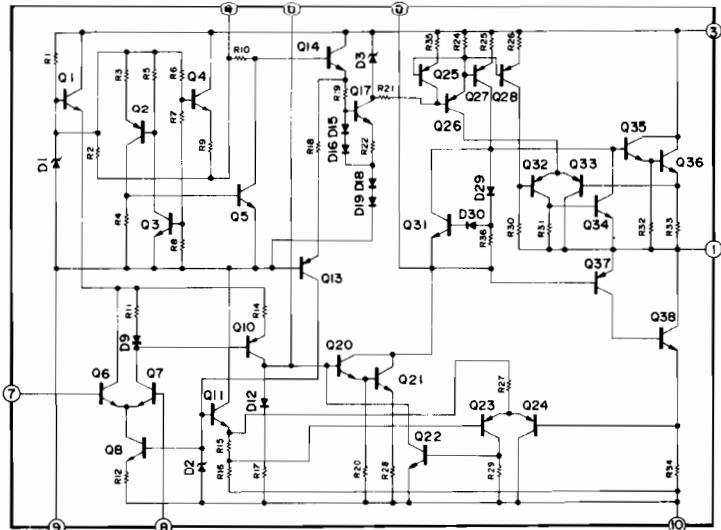 4
5
6
3
R1
Q1
R3
R5
R6
Q4
R10
Q14
D3
R35
R24
R25
R26
Q25
Q27
Q28
Q2
R7
R19
Q17
R21
Q26
D1
R2
R9
D15
D16
R18
R22
Q35
Q36
Q32
Q33
D29
D18
D19
R4
Q3
R8
Q5
Q31
D30
R36
R30
R31
Q34
R32
R33
1
Q13
Q37
R11
R14
Q10
Q38
D9
Q20
Q6
Q7
Q21
R27
7
Q11
D12
Q23
Q24
Q8
R15
Q22
R12
D2
R16
R17
R20
R28
R29
R34
9
8
10